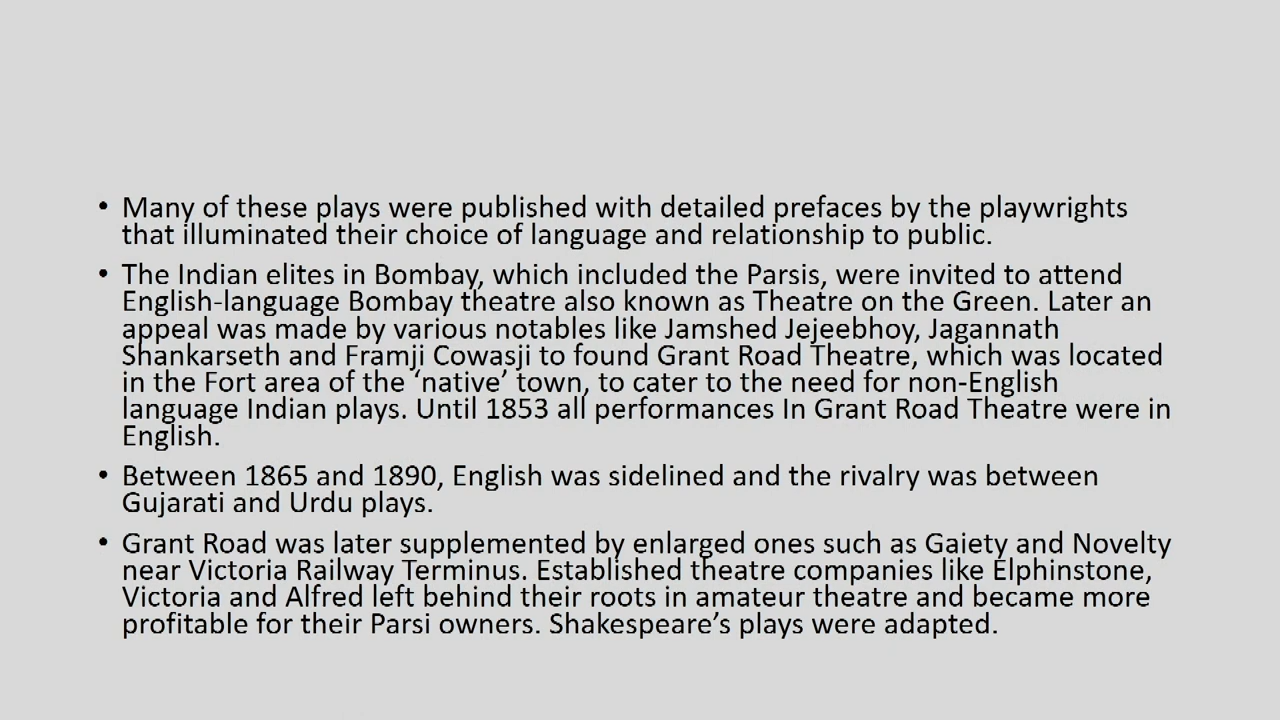 • Many of these plays were published with detailed prefaces by the playwrights
that illuminated their choice of language and relationship to public.
• The Indian elites in Bombay, which included the Parsis, were invited to attend
English-language Bombay theatre also known as Theatre on the Green. Later an
appeal was made by various notables like Jamshed Jejeebhoy, Jagannath
Shankarseth and Framji Cowasji to found Grant Road Theatre, which was located
in the Fort area of the ‘native’ town, to cater to the need for non-English
language Indian plays. Until 1853 all performances In Grant Road Theatre were in
English.
• Between 1865 and 1890, English was sidelined and the rivalry was between
Gujarati and Urdu plays.
• Grant Road was later supplemented by enlarged ones such as Gaiety and Novelty
near Victoria Railway Terminus. Established theatre companies like Elphinstone,
Victoria and Alfred left behind their roots in amateur theatre and became more
profitable for their Parsi owners. Shakespeare’s plays were adapted.